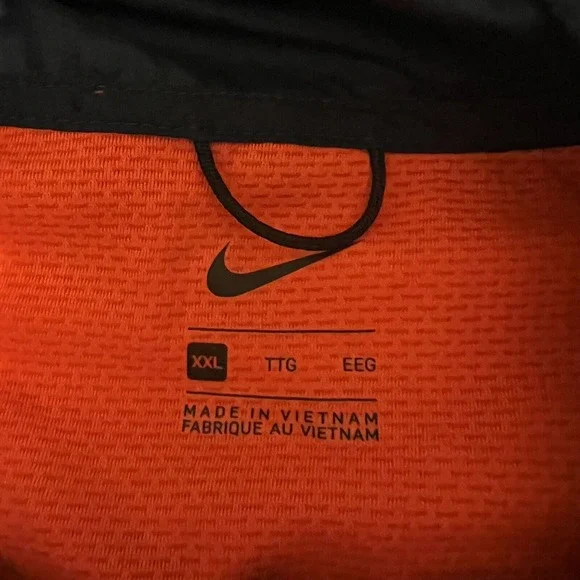 XXL TTG EEG
MADE IN VIETNAM
FABRIQUE AU VIETNAM